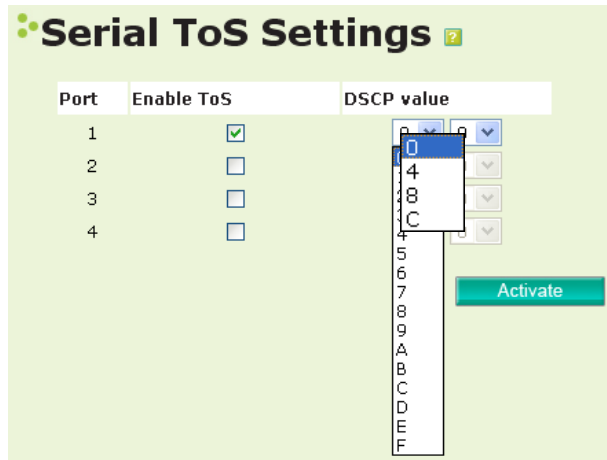 Serial ToS Settings ?
Port Enable ToS DSCP value
1
2
3
4
0
4
8
C
4
5
6
7
8
9
A
B
C
D
E
F
Activate